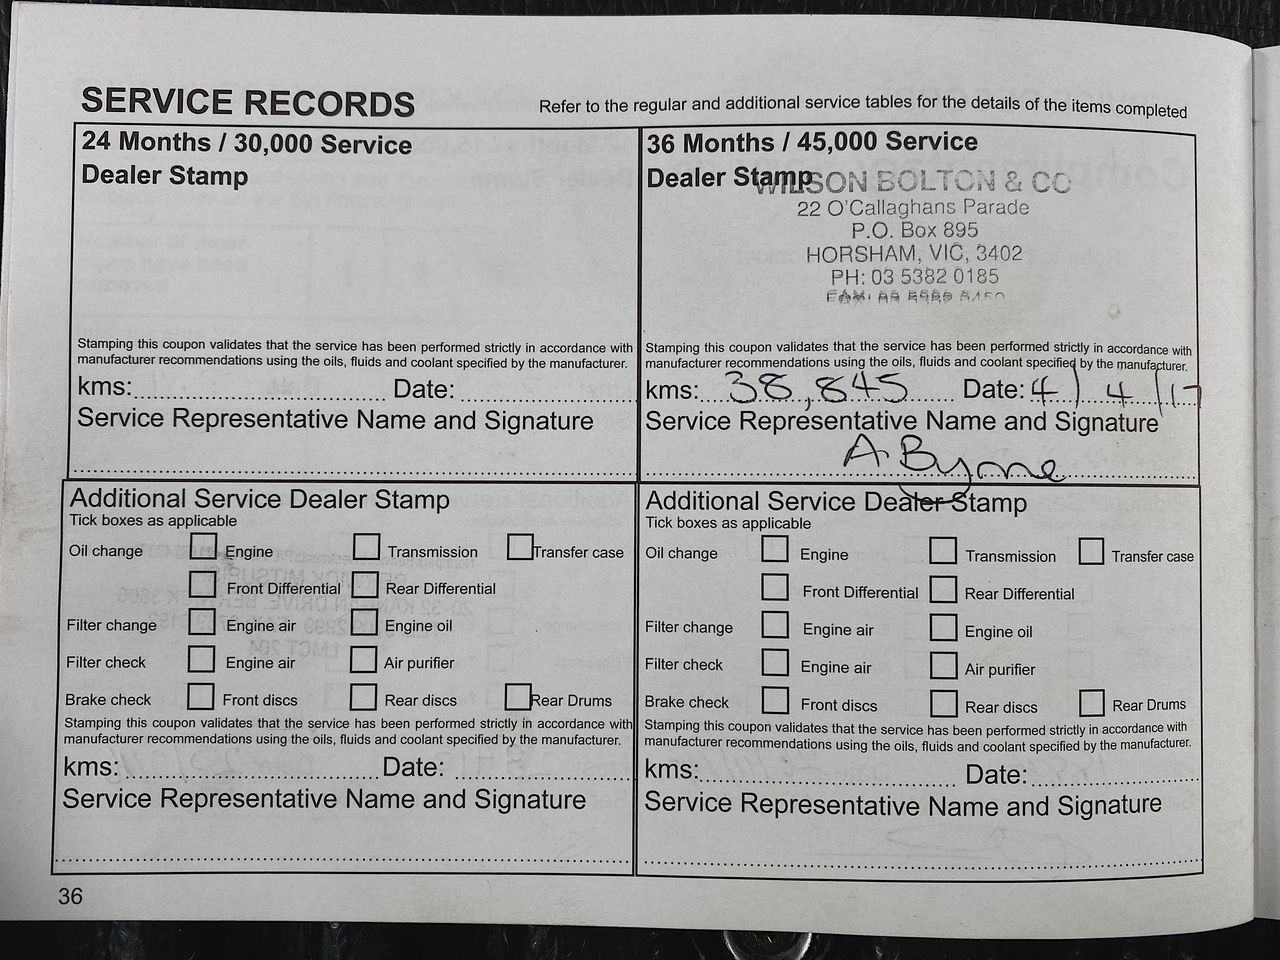 SERVICE RECORDS
Refer to the regular and additional service tables for the details of the items completed
24 Months / 30,000 Service
Dealer Stamp
Stamping this coupon validates that the service has been performed strictly in accordance with
manufacturer recommendations using the oils, fluids and coolant specified by the manufacturer.
kms: Date:
Service Representative Name and Signature
36 Months / 45,000 Service
Dealer Stamp
WILSON BOLTON & CO
22 O'Callaghans Parade
P.O. Box 895
HORSHAM, VIC, 3402
PH: 03 5382 0185
Stamping this coupon validates that the service has been performed strictly in accordance with
manufacturer recommendations using the oils, fluids and coolant specified by the manufacturer.
kms: 38,845 Date: 4/4/17
Service Representative Name and Signature
A. Byrne
Additional Service Dealer Stamp
Tick boxes as applicable
Oil change Engine Transmission Transfer case
Front Differential Rear Differential
Filter change Engine air Engine oil
Filter check Engine air Air purifier
Brake check Front discs Rear discs Rear Drums
Stamping this coupon validates that the service has been performed strictly in accordance with
manufacturer recommendations using the oils, fluids and coolant specified by the manufacturer.
kms: Date:
Service Representative Name and Signature
Additional Service Dealer Stamp
Tick boxes as applicable
Oil change Engine Transmission Transfer case
Front Differential Rear Differential
Filter change Engine air Engine oil
Filter check Engine air Air purifier
Brake check Front discs Rear discs Rear Drums
Stamping this coupon validates that the service has been performed strictly in accordance with
manufacturer recommendations using the oils, fluids and coolant specified by the manufacturer.
kms: Date:
Service Representative Name and Signature
36